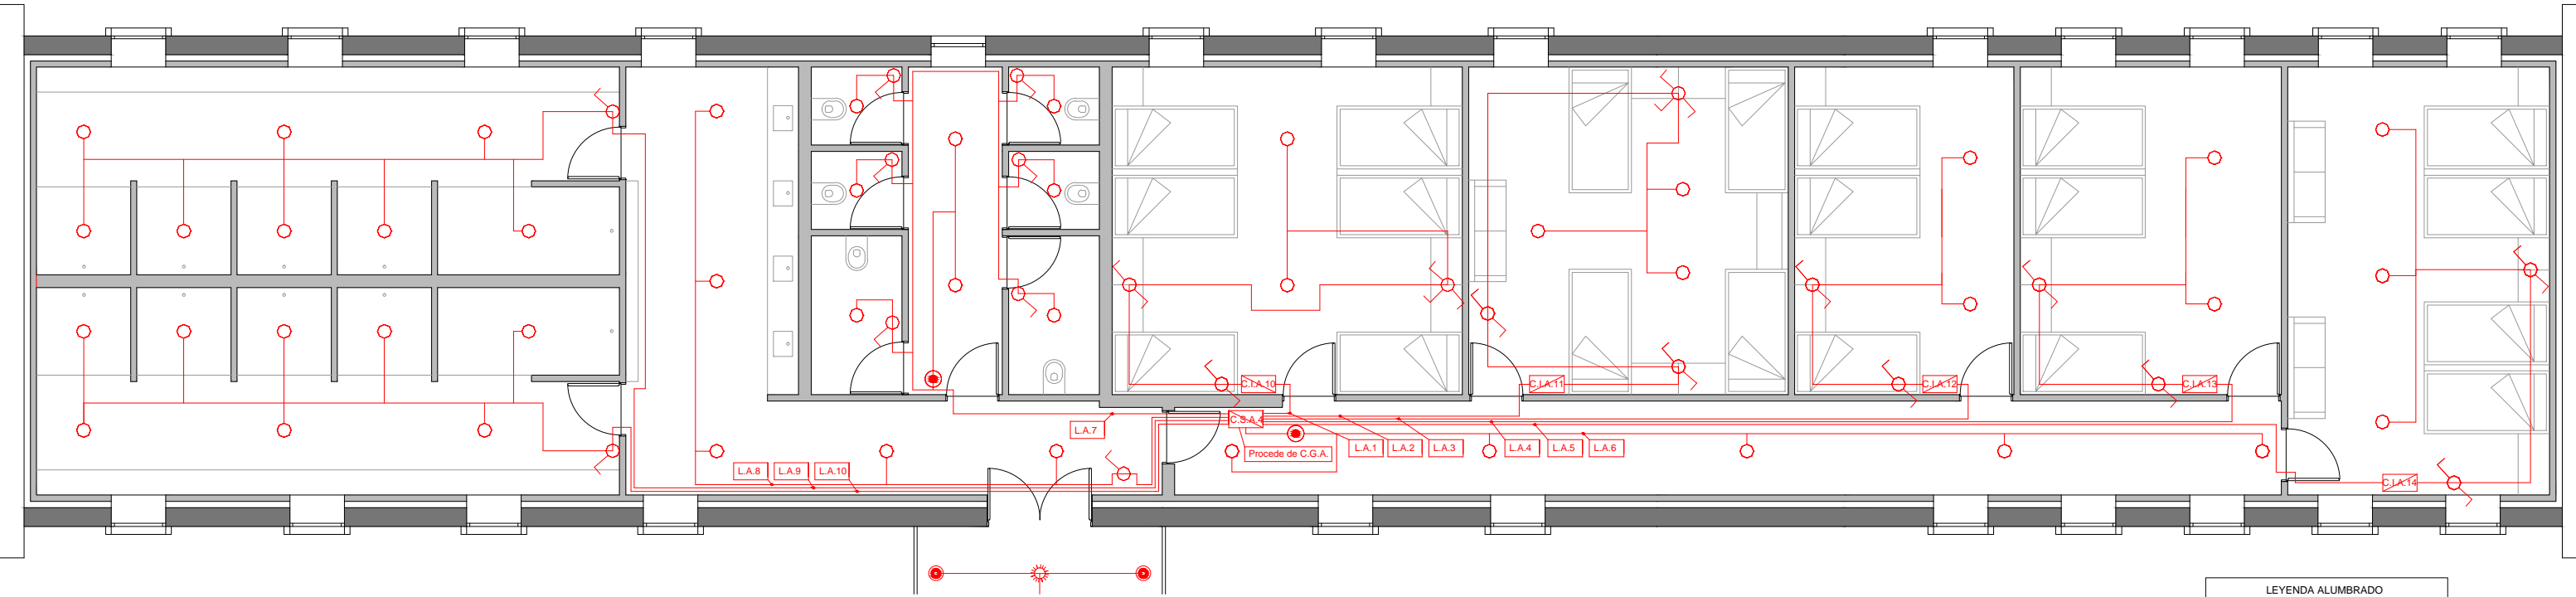 C.I.A.10
C.I.A.11
C.I.A.12
C.I.A.13
C.S.A.4
L.A.7
Procede de C.G.A.
L.A.1
L.A.2
L.A.3
L.A.4
L.A.5
L.A.6
L.A.8
L.A.9
L.A.10
C.I.A.14
LEYENDA ALUMBRADO